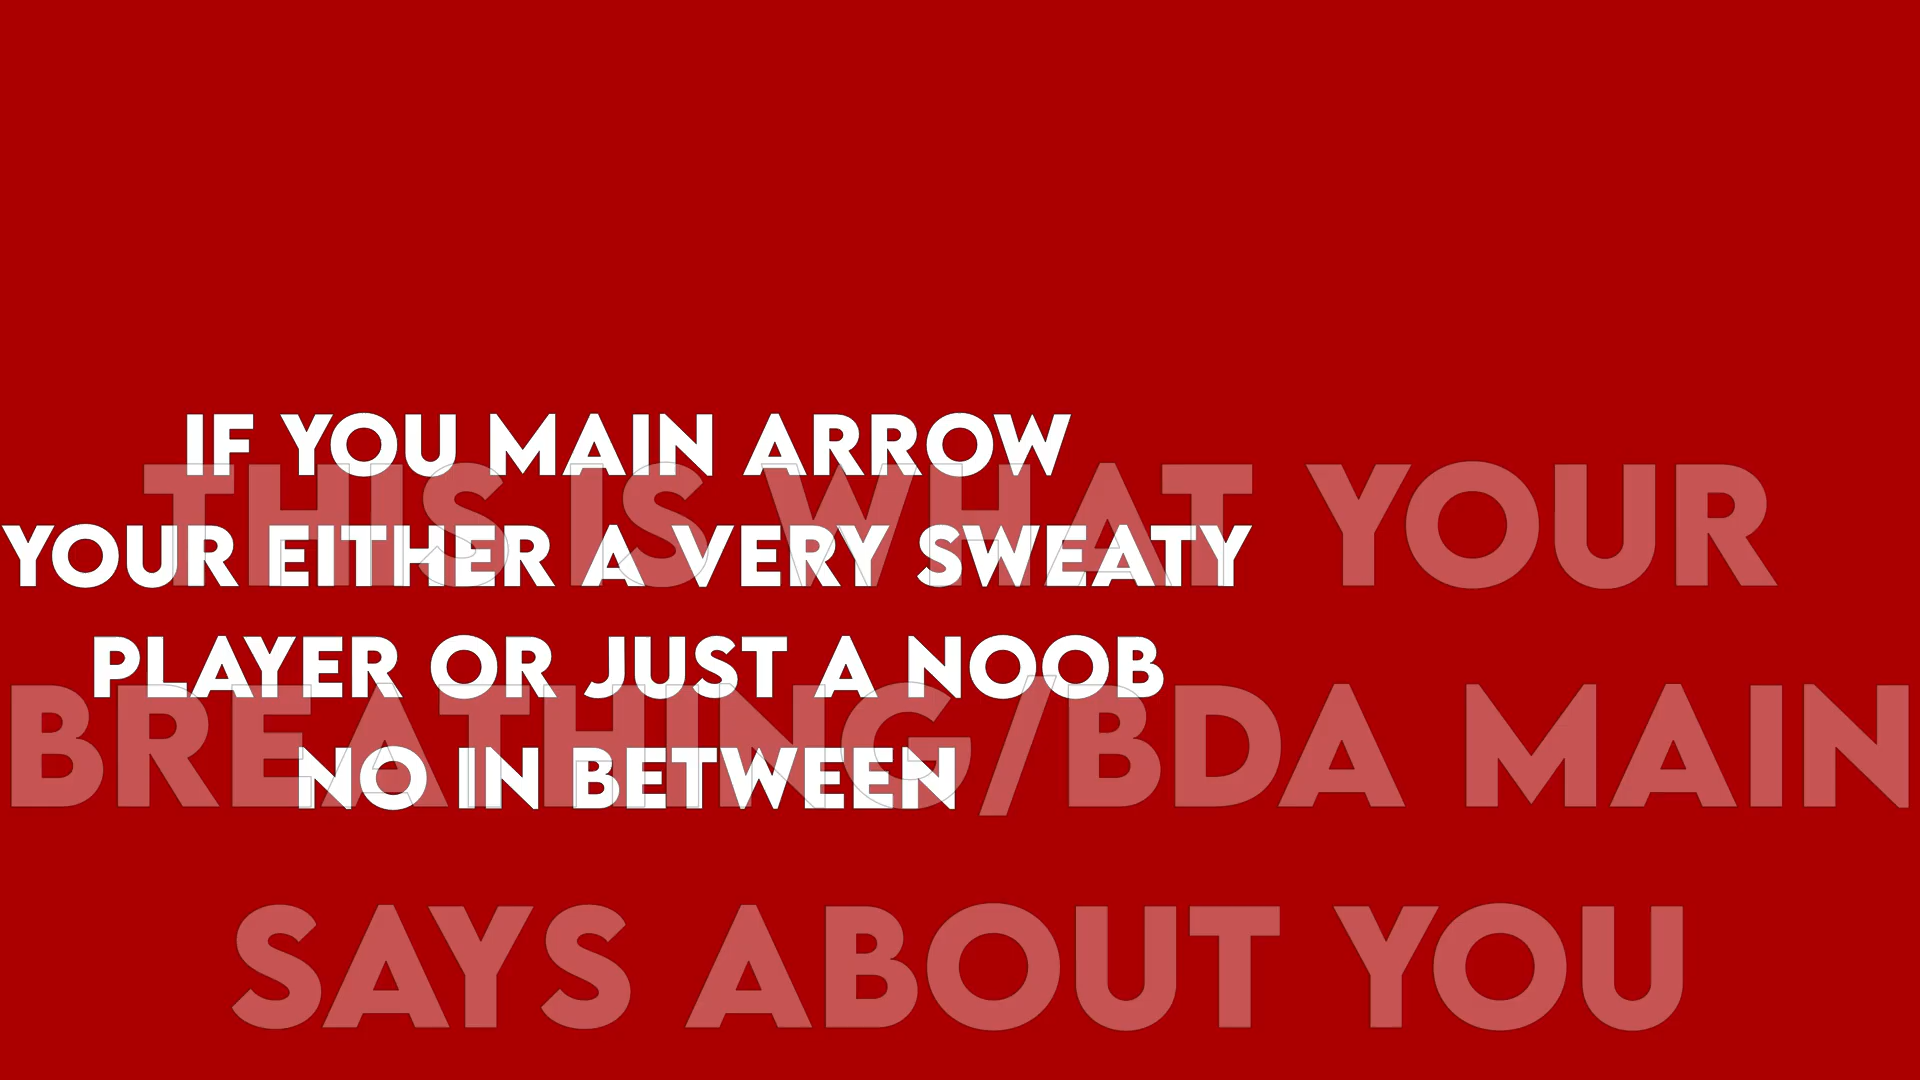 IF YOU MAIN ARROW
YOUR EITHER A VERY SWEATY
PLAYER OR JUST A NOOB
NO IN BETWEEN
THIS IS WHAT YOUR
BREATHING/BDA MAIN
SAYS ABOUT YOU